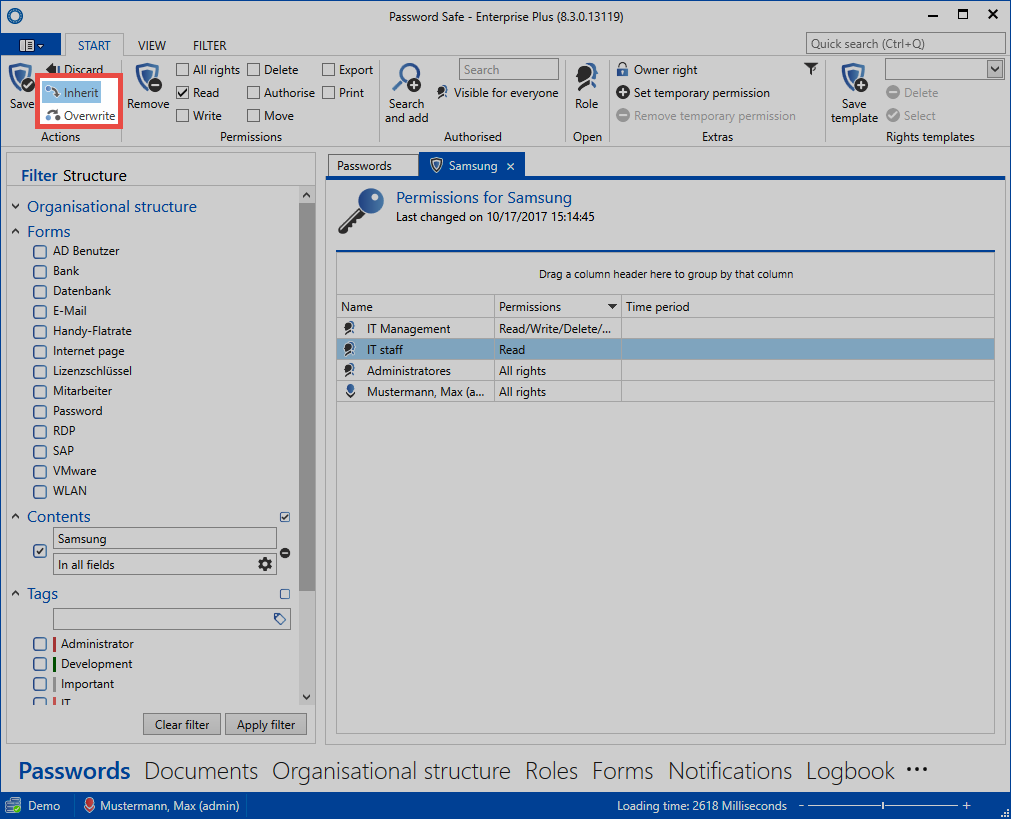 Password Safe - Enterprise Plus (8.3.0.13119)
START VIEW FILTER
Quick search (Ctrl+Q)
Save
Discard
Inherit
Overwrite
Actions
Remove
All rights
Delete
Export
Read
Authorise
Print
Write
Move
Permissions
Search
and add
Search
Visible for everyone
Authorised
Role
Open
Owner right
Set temporary permission
Remove temporary permission
Extras
Save
template
Delete
Select
Rights templates
Filter Structure
Organisational structure
Forms
AD Benutzer
Bank
Datenbank
E-Mail
Handy-Flatrate
Internet page
Lizenzschlüssel
Mitarbeiter
Password
RDP
SAP
VMware
WLAN
Contents
Samsung
In all fields
Tags
Administrator
Development
Important
IT
Clear filter
Apply filter
Passwords
Samsung
Permissions for Samsung
Last changed on 10/17/2017 15:14:45
Drag a column header here to group by that column
Name Permissions Time period
IT Management Read/Write/Delete/...
IT staff Read
Administratores All rights
Mustermann, Max (a... All rights
Passwords Documents Organisational structure Roles Forms Notifications Logbook ···
Demo Mustermann, Max (admin) Loading time: 2618 Milliseconds - +